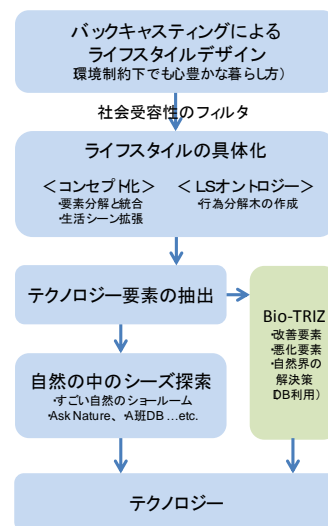 バックキャスティングによる
ライフスタイルデザイン
環境制約下でも心豊かな暮らし方）
社会受容性のフィルタ
ライフスタイルの具体化
＜コンセプト化＞　＜LSオントロジー＞
・要素分解と統合　・行為分解木の作成
・生活シーン拡張
テクノロジー要素の抽出
Bio-TRIZ
・改善要素
・悪化要素
・自然界の
解決策
DB利用）
自然の中のシーズ探索
・すごい自然のショールーム
・Ask Nature、・A班DB …etc.
テクノロジー